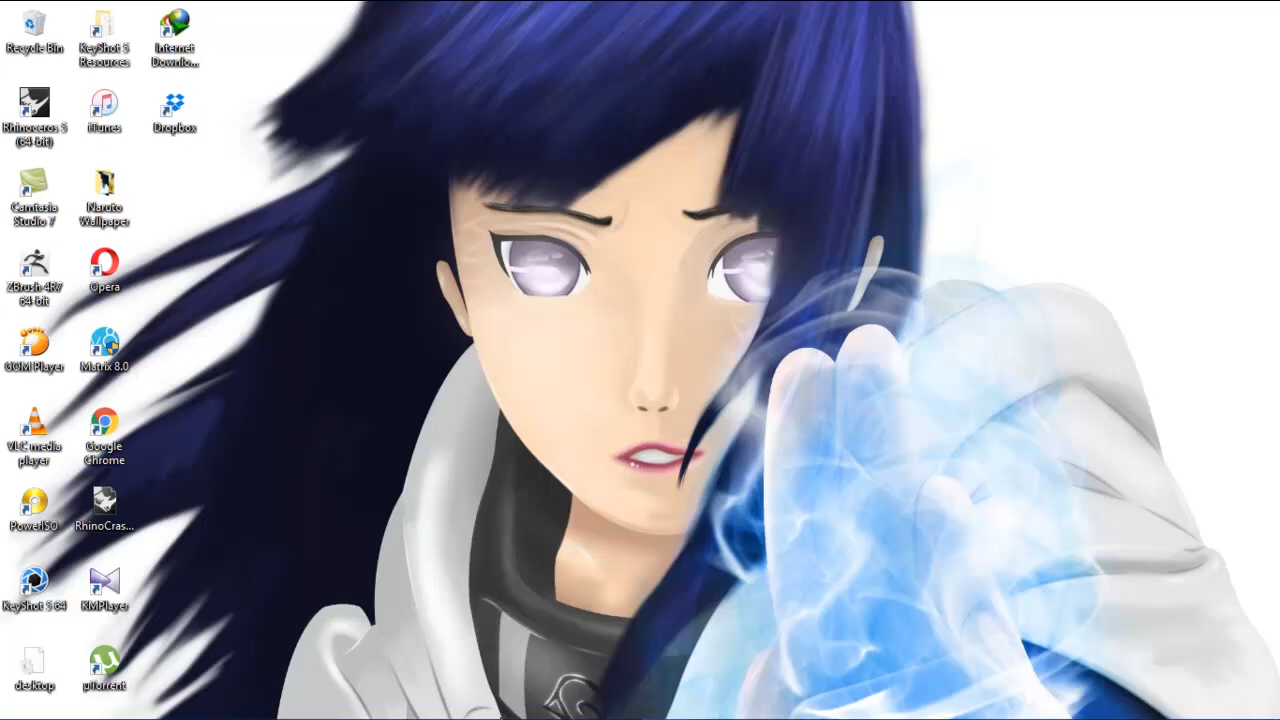 Recycle Bin
Rhinoceros 5
(64-bit)
Camtasia
Studio 7
ZBrush 4R7
64-bit
GOM Player
VLC media
player
PowerISO
KeyShot 5 64
desktop
KeyShot 5
Resources
iTunes
Naruto
Wallpaper
Opera
Matrix 8.0
Google
Chrome
RhinoCras...
KMPlayer
µTorrent
Internet
Downlo...
Dropbox